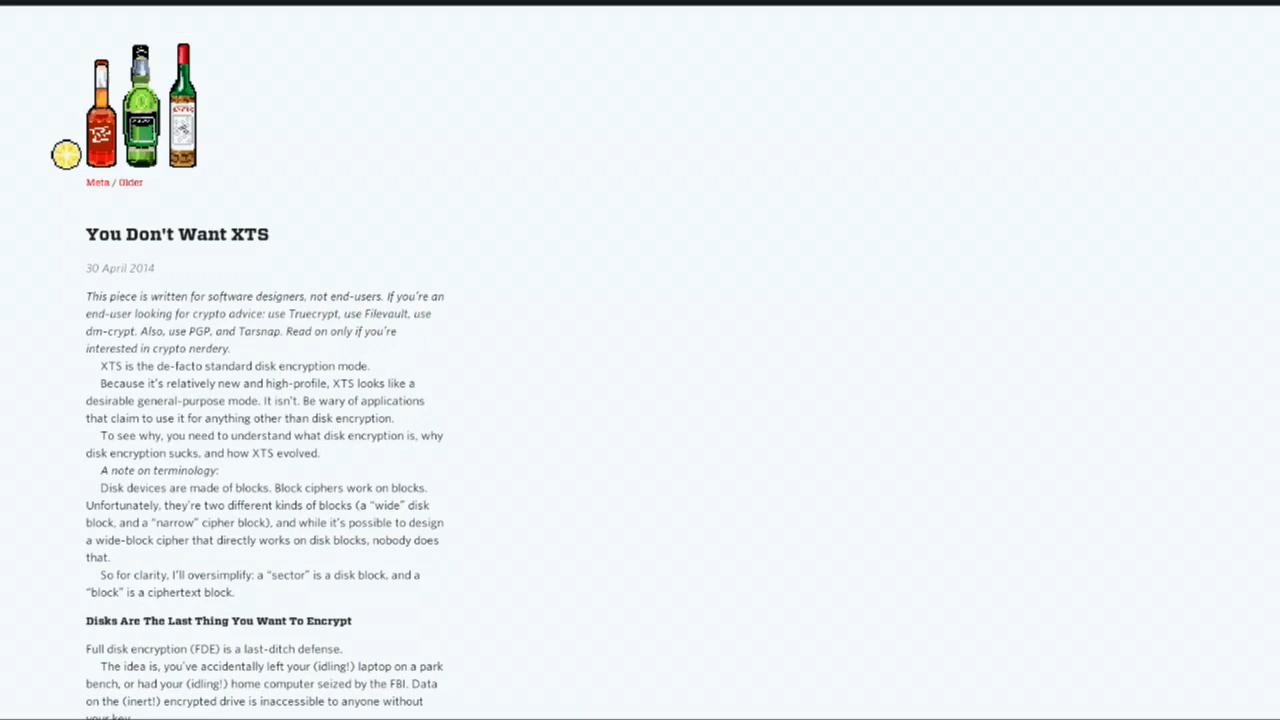 Meta / Older
You Don't Want XTS
30 April 2014
This piece is written for software designers, not end-users. If you're an
end-user looking for crypto advice: use Truecrypt, use Filevault, use
dm-crypt. Also, use PGP, and Tarsnap. Read on only if you're
interested in crypto nerdery.
XTS is the de-facto standard disk encryption mode.
Because it's relatively new and high-profile, XTS looks like a
desirable general-purpose mode. It isn't. Be wary of applications
that claim to use it for anything other than disk encryption.
To see why, you need to understand what disk encryption is, why
disk encryption sucks, and how XTS evolved.
A note on terminology:
Disk devices are made of blocks. Block ciphers work on blocks.
Unfortunately, they're two different kinds of blocks (a “wide” disk
block, and a “narrow” cipher block), and while it's possible to design
a wide-block cipher that directly works on disk blocks, nobody does
that.
So for clarity, I'll oversimplify: a “sector” is a disk block, and a
“block” is a ciphertext block.
Disks Are The Last Thing You Want To Encrypt
Full disk encryption (FDE) is a last-ditch defense.
The idea is, you've accidentally left your (idling!) laptop on a park
bench, or had your (idling!) home computer seized by the FBI. Data
on the (inert!) encrypted drive is inaccessible to anyone without
your key.